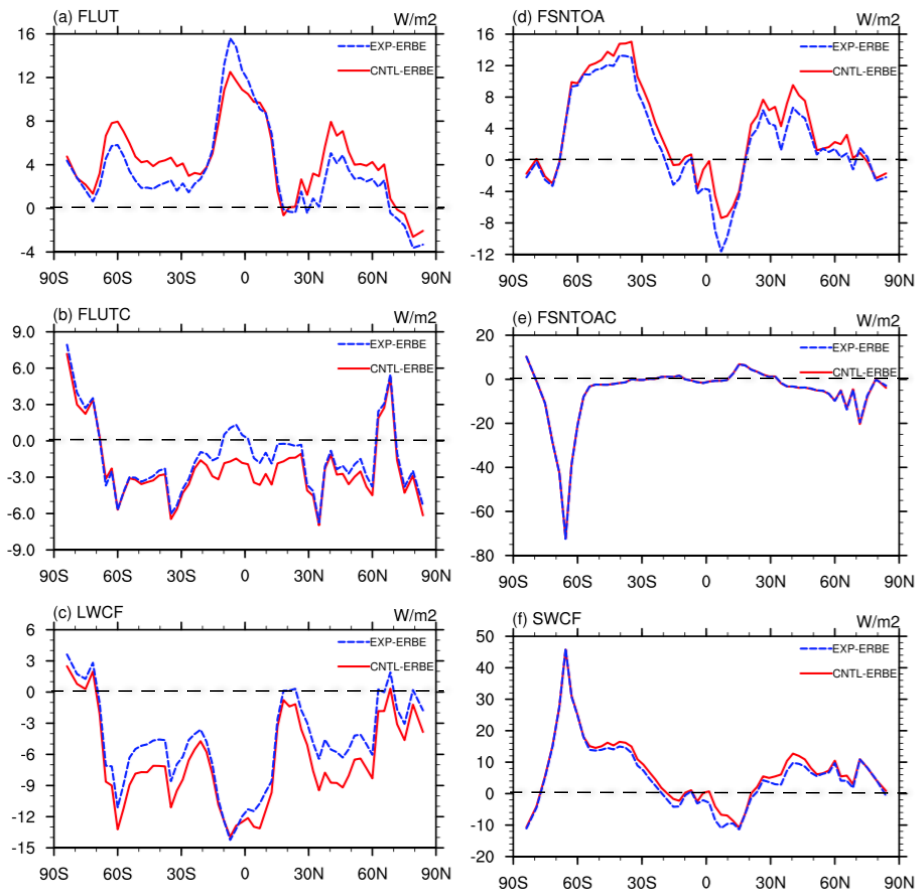 (a) FLUT
W/m2
16
12
8
4
0
-4
EXP-ERBE
CNTL-ERBE
90S 60S 30S 0 30N 60N 90N
(d) FSNTOA
W/m2
16
12
8
4
0
-4
-8
-12
EXP-ERBE
CNTL-ERBE
90S 60S 30S 0 30N 60N 90N
(b) FLUTC
W/m2
9.0
6.0
3.0
0.0
-3.0
-6.0
-9.0
EXP-ERBE
CNTL-ERBE
90S 60S 30S 0 30N 60N 90N
(e) FSNTOAC
W/m2
20
0
-20
-40
-60
-80
EXP-ERBE
CNTL-ERBE
90S 60S 30S 0 30N 60N 90N
(c) LWCF
W/m2
6
3
0
-3
-6
-9
-12
-15
EXP-ERBE
CNTL-ERBE
90S 60S 30S 0 30N 60N 90N
(f) SWCF
W/m2
50
40
30
20
10
0
-10
-20
EXP-ERBE
CNTL-ERBE
90S 60S 30S 0 30N 60N 90N